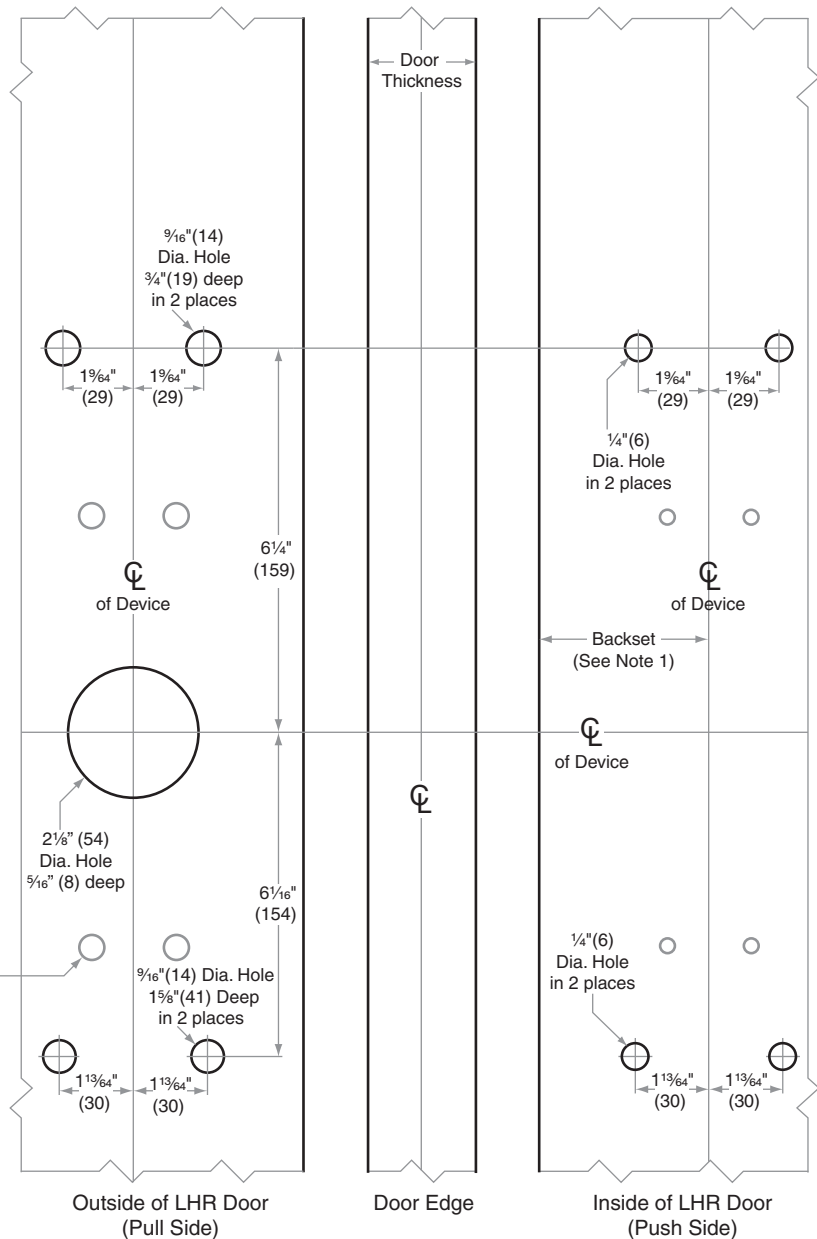 Door
Thickness
⁹⁄₁₆"(14)
Dia. Hole
¾"(19) deep
in 2 places
1⁹⁄₆₄"
(29)
1⁹⁄₆₄"
(29)
1⁹⁄₆₄"
(29)
1⁹⁄₆₄"
(29)
¼"(6)
Dia. Hole
in 2 places
6¼"
(159)
℄
of Device
℄
of Device
Backset
(See Note 1)
℄
of Device
℄
2⅛” (54)
Dia. Hole
⁵⁄₁₆” (8) deep
6¹⁄₁₆"
(154)
⁹⁄₁₆"(14) Dia. Hole
1⅝"(41) Deep
in 2 places
¼"(6)
Dia. Hole
in 2 places
1¹³⁄₆₄"
(30)
1¹³⁄₆₄"
(30)
1¹³⁄₆₄"
(30)
1¹³⁄₆₄"
(30)
Outside of LHR Door
(Pull Side)
Door Edge
Inside of LHR Door
(Push Side)